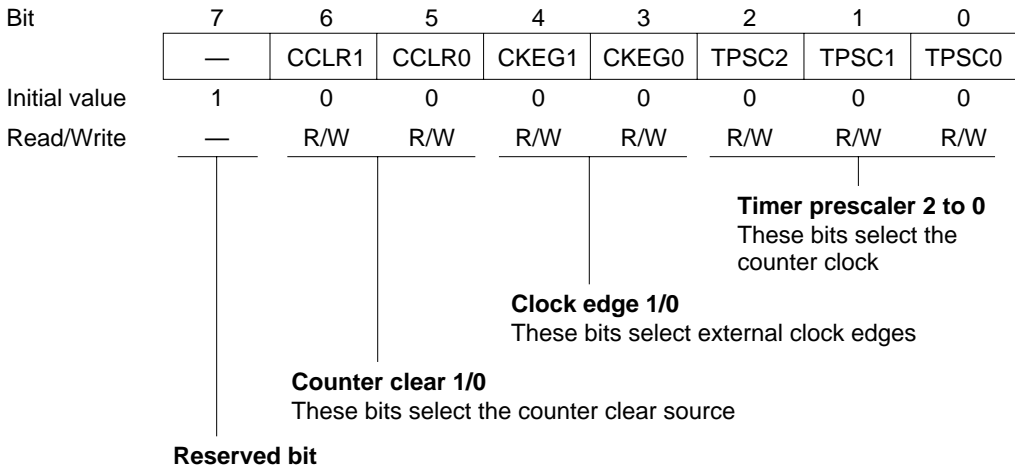 Bit 7 6 5 4 3 2 1 0
— CCLR1 CCLR0 CKEG1 CKEG0 TPSC2 TPSC1 TPSC0
Initial value 1 0 0 0 0 0 0 0
Read/Write — R/W R/W R/W R/W R/W R/W R/W
Timer prescaler 2 to 0
These bits select the
counter clock
Clock edge 1/0
These bits select external clock edges
Counter clear 1/0
These bits select the counter clear source
Reserved bit